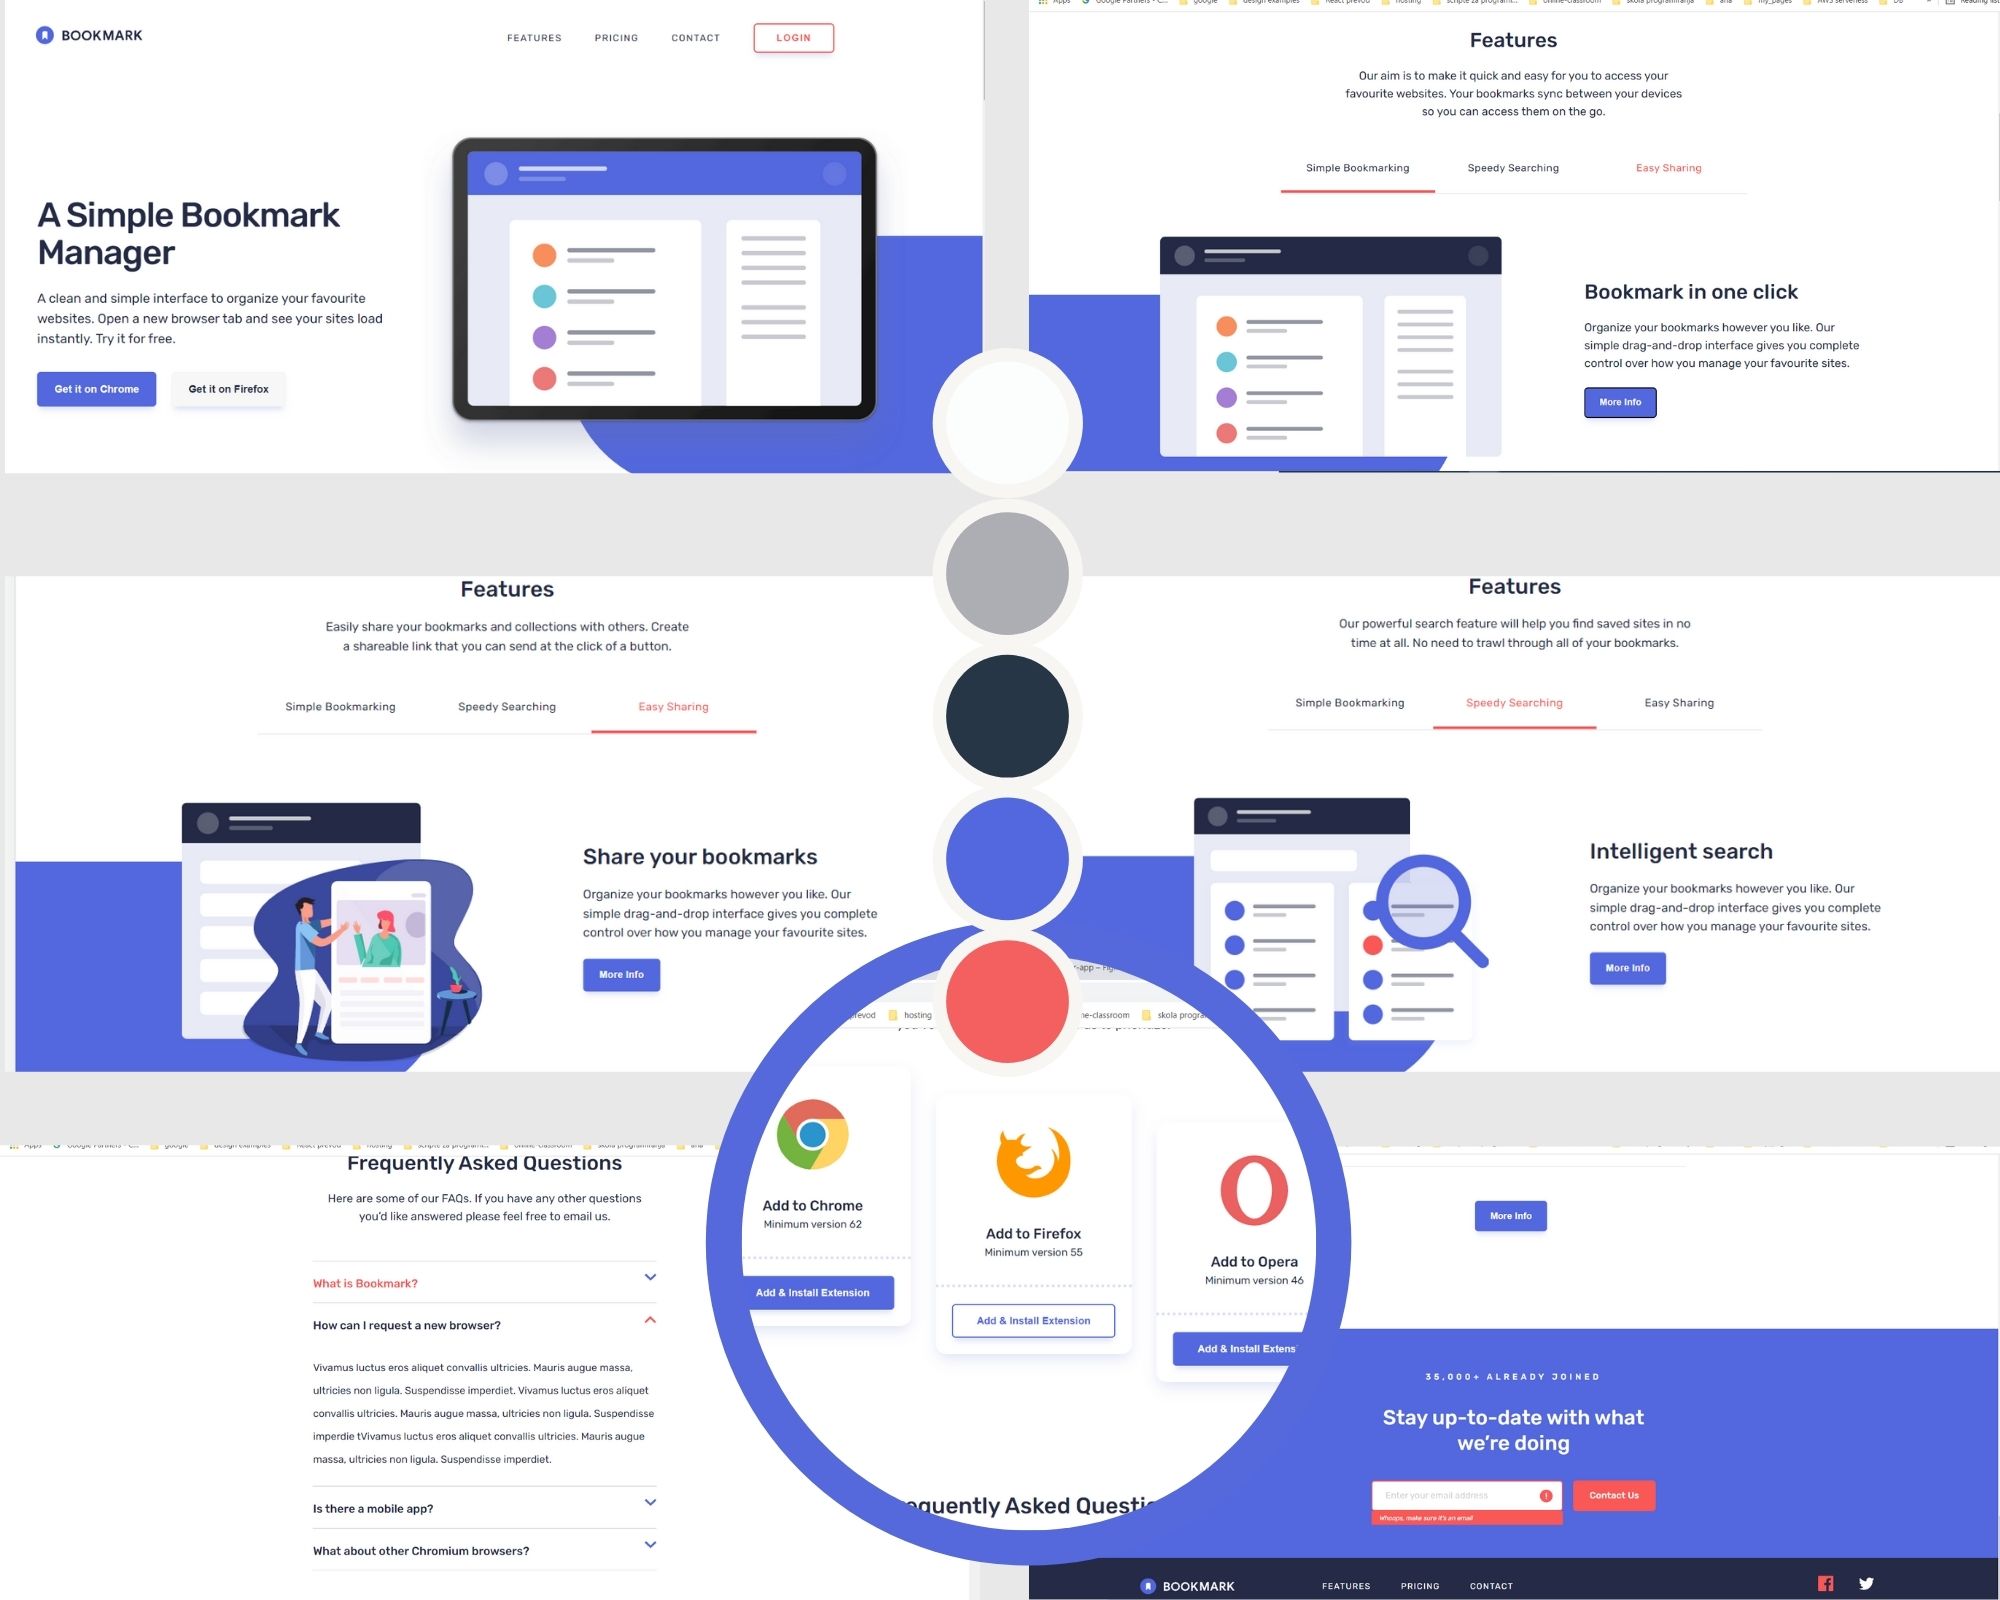 BOOKMARK
FEATURES PRICING CONTACT LOGIN
A Simple Bookmark
Manager
A clean and simple interface to organize your favourite
websites. Open a new browser tab and see your sites load
instantly. Try it for free.
Get it on Chrome Get it on Firefox
Features
Our aim is to make it quick and easy for you to access your
favourite websites. Your bookmarks sync between your devices
so you can access them on the go.
Simple Bookmarking Speedy Searching Easy Sharing
Bookmark in one click
Organize your bookmarks however you like. Our
simple drag-and-drop interface gives you complete
control over how you manage your favourite sites.
More Info
Features
Easily share your bookmarks and collections with others. Create
a shareable link that you can send at the click of a button.
Simple Bookmarking Speedy Searching Easy Sharing
Share your bookmarks
Organize your bookmarks however you like. Our
simple drag-and-drop interface gives you complete
control over how you manage your favourite sites.
More Info
Features
Our powerful search feature will help you find saved sites in no
time at all. No need to trawl through all of your bookmarks.
Simple Bookmarking Speedy Searching Easy Sharing
Intelligent search
Organize your bookmarks however you like. Our
simple drag-and-drop interface gives you complete
control over how you manage your favourite sites.
More Info
hosting
Add to Chrome
Minimum version 62
Add & Install Extension
Add to Firefox
Minimum version 55
Add & Install Extension
Add to Opera
Minimum version 46
Add & Install Extens
equently Asked Questio
Frequently Asked Questions
Here are some of our FAQs. If you have any other questions
you'd like answered please feel free to email us.
What is Bookmark?
How can I request a new browser?
Vivamus luctus eros aliquet convallis ultricies. Mauris augue massa,
ultricies non ligula. Suspendisse imperdiet. Vivamus luctus eros aliquet
convallis ultricies. Mauris augue massa, ultricies non ligula. Suspendisse
imperdie tVivamus luctus eros aliquet convallis ultricies. Mauris augue
massa, ultricies non ligula. Suspendisse imperdiet.
Is there a mobile app?
What about other Chromium browsers?
More Info
35,000+ ALREADY JOINED
Stay up-to-date with what
we're doing
Enter your email address
Contact Us
Whoops, make sure it's an email
BOOKMARK FEATURES PRICING CONTACT